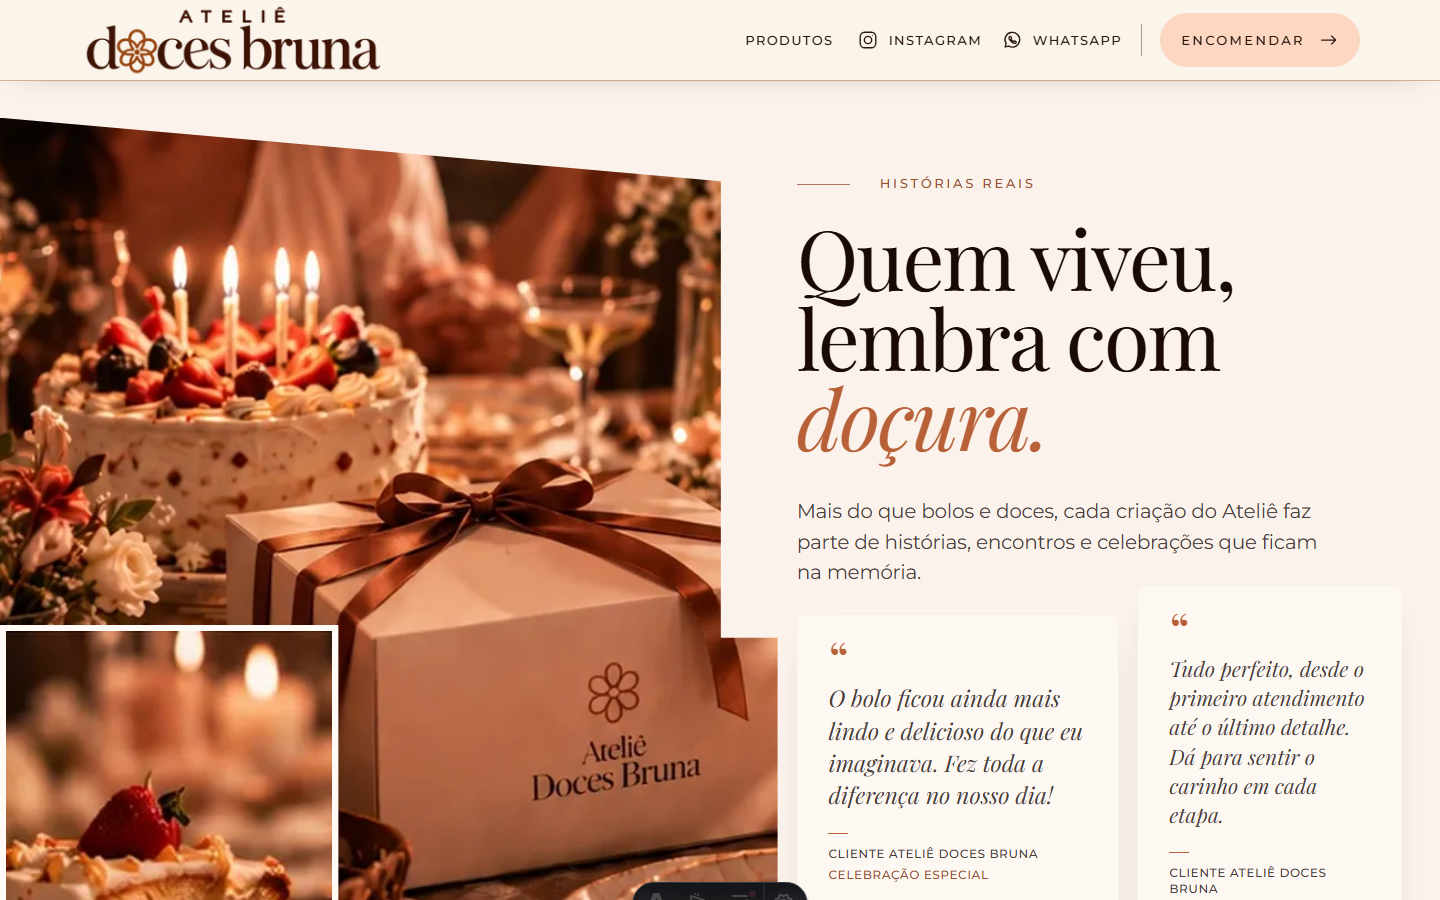 ATELIÊ
doces bruna
PRODUTOS
INSTAGRAM
WHATSAPP
ENCOMENDAR
HISTÓRIAS REAIS
Quem viveu,
lembra com
doçura.
Mais do que bolos e doces, cada criação do Ateliê faz
parte de histórias, encontros e celebrações que ficam
na memória.
“
O bolo ficou ainda mais
lindo e delicioso do que eu
imaginava. Fez toda a
diferença no nosso dia!
CLIENTE ATELIÊ DOCES BRUNA
CELEBRAÇÃO ESPECIAL
“
Tudo perfeito, desde o
primeiro atendimento
até o último detalhe.
Dá para sentir o
carinho em cada
etapa.
CLIENTE ATELIÊ DOCES
BRUNA
Ateliê
Doces Bruna